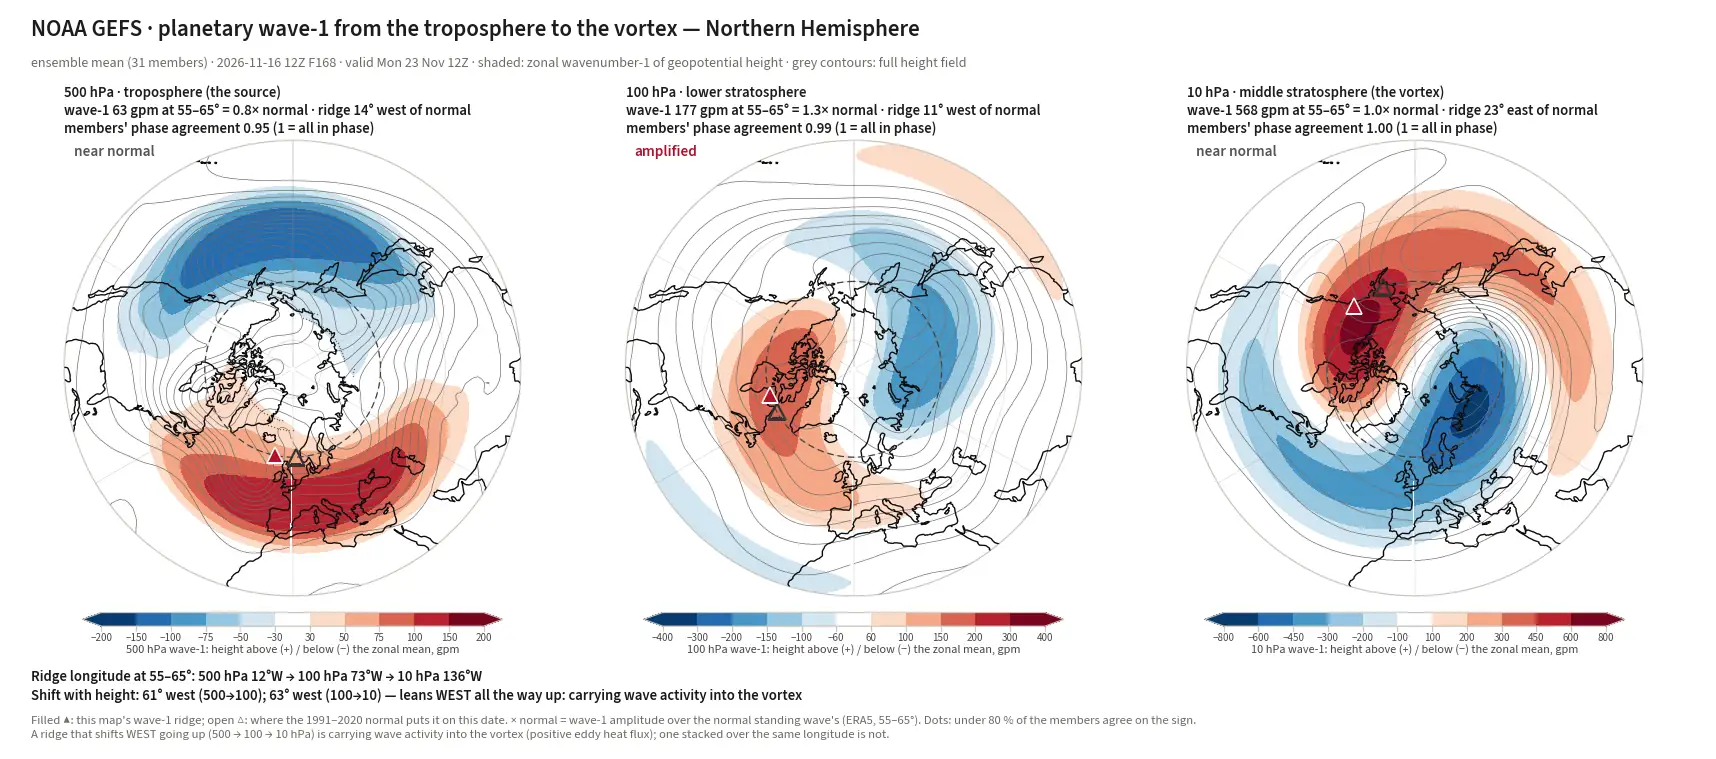 NOAA GEFS · planetary wave-1 from the troposphere to the vortex — Northern Hemisphere
ensemble mean (31 members) · 2026-11-16 12Z F168 · valid Mon 23 Nov 12Z · shaded: zonal wavenumber-1 of geopotential height · grey contours: full height field
500 hPa · troposphere (the source)
wave-1 63 gpm at 55–65° = 0.8× normal · ridge 14° west of normal
members' phase agreement 0.95 (1 = all in phase)
near normal
100 hPa · lower stratosphere
wave-1 177 gpm at 55–65° = 1.3× normal · ridge 11° west of normal
members' phase agreement 0.99 (1 = all in phase)
amplified
10 hPa · middle stratosphere (the vortex)
wave-1 568 gpm at 55–65° = 1.0× normal · ridge 23° east of normal
members' phase agreement 1.00 (1 = all in phase)
near normal
−200 −150 −100 −75 −50 −30 30 50 75 100 150 200
500 hPa wave-1: height above (+) / below (−) the zonal mean, gpm
−400 −300 −200 −150 −100 −60 60 100 150 200 300 400
100 hPa wave-1: height above (+) / below (−) the zonal mean, gpm
−800 −600 −450 −300 −200 −100 100 200 300 450 600 800
10 hPa wave-1: height above (+) / below (−) the zonal mean, gpm
Ridge longitude at 55–65°: 500 hPa 12°W → 100 hPa 73°W → 10 hPa 136°W
Shift with height: 61° west (500→100); 63° west (100→10) — leans WEST all the way up: carrying wave activity into the vortex
Filled ▲: this map's wave-1 ridge; open △: where the 1991–2020 normal puts it on this date. × normal = wave-1 amplitude over the normal standing wave's (ERA5, 55–65°). Dots: under 80 % of the members agree on the sign.
A ridge that shifts WEST going up (500 → 100 → 10 hPa) is carrying wave activity into the vortex (positive eddy heat flux); one stacked over the same longitude is not.